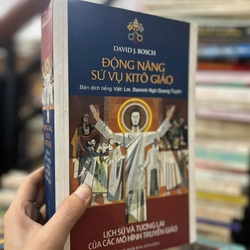 DAVID J. BOSCH
ĐỘNG NĂNG
SỨ VỤ KITÔ GIÁO
Bản dịch tiếng Việt: Lm. Đaminh Ngô Quang Tuyên
LỊCH SỬ VÀ TƯƠNG LAI
CỦA CÁC MÔ HÌNH TRUYỀN GIÁO